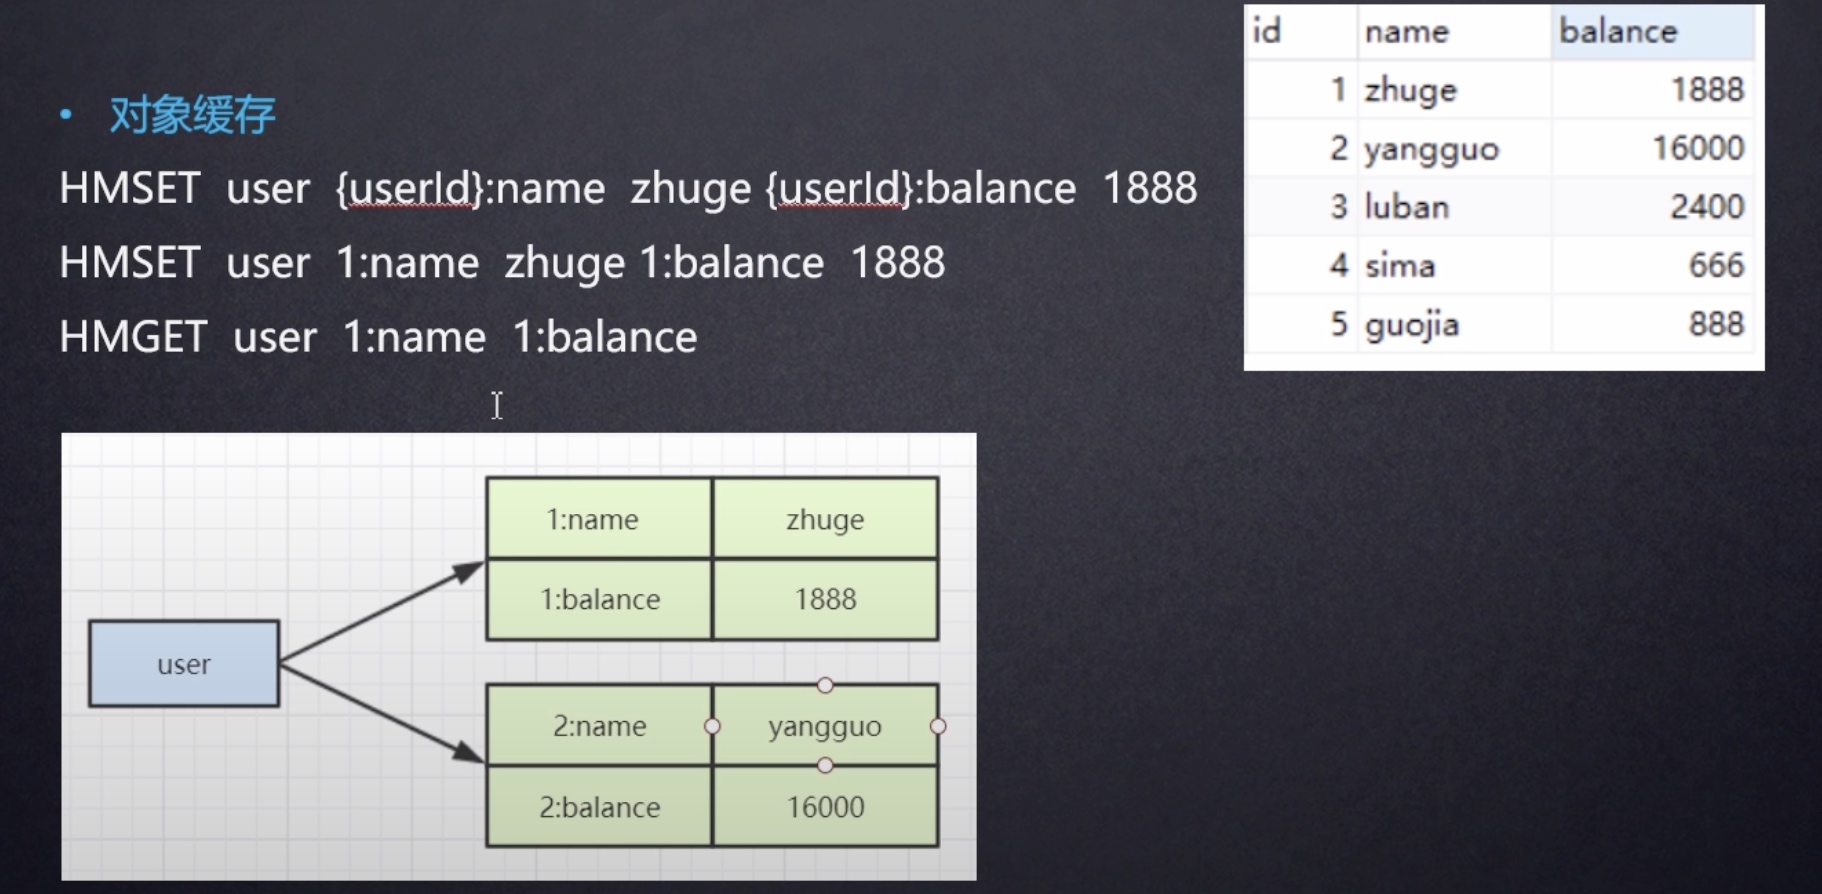 • 对象缓存
HMSET user {userId}:name zhuge {userId}:balance 1888
HMSET user 1:name zhuge 1:balance 1888
HMGET user 1:name 1:balance
id name balance
1 zhuge 1888
2 yangguo 16000
3 luban 2400
4 sima 666
5 guojia 888
user
1:name zhuge
1:balance 1888
2:name yangguo
2:balance 16000